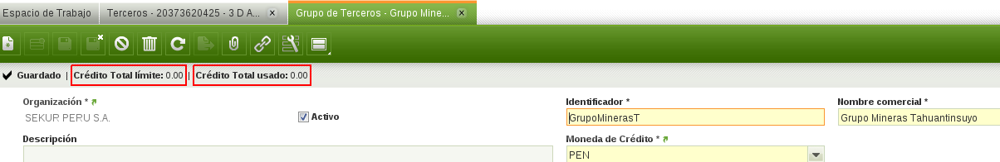 Espacio de Trabajo Terceros - 20373620425 - 3 D A... Grupo de Terceros - Grupo Mine...
Guardado | Crédito Total límite: 0.00 | Crédito Total usado: 0.00
Organización * Identificador * Nombre comercial *
SEKUR PERU S.A. Activo GrupoMinerasT Grupo Mineras Tahuantinsuyo
Descripción Moneda de Crédito *
PEN